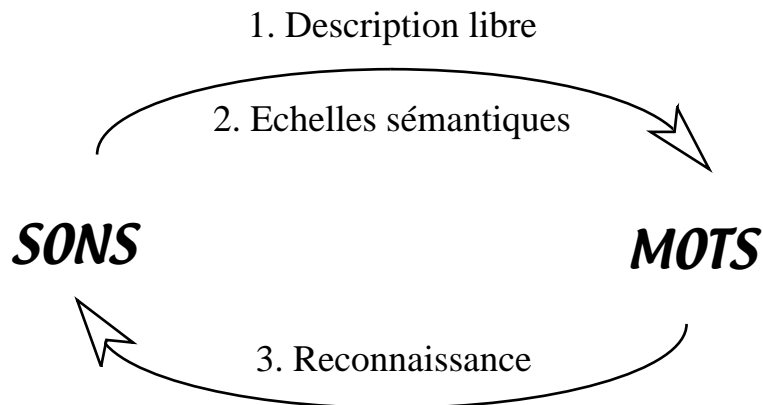 1. Description libre
2. Echelles sémantiques
SONS
MOTS
3. Reconnaissance